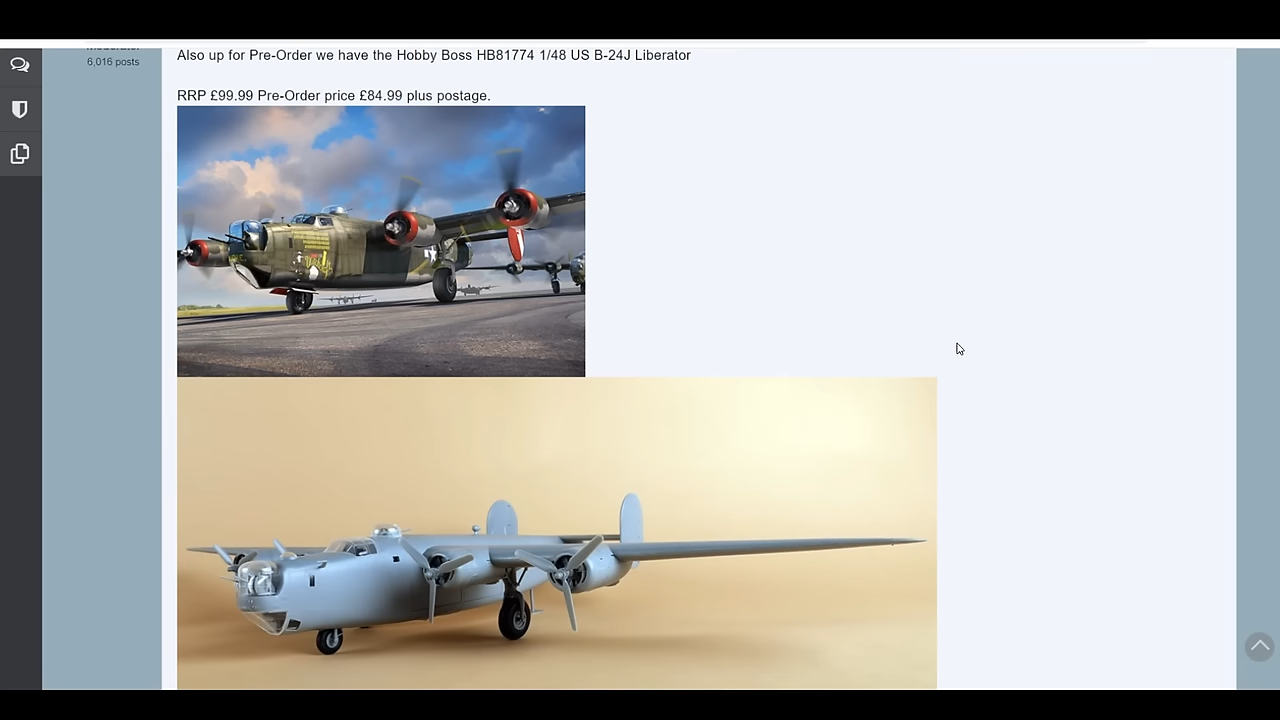 6,016 posts
Also up for Pre-Order we have the Hobby Boss HB81774 1/48 US B-24J Liberator
RRP £99.99 Pre-Order price £84.99 plus postage.